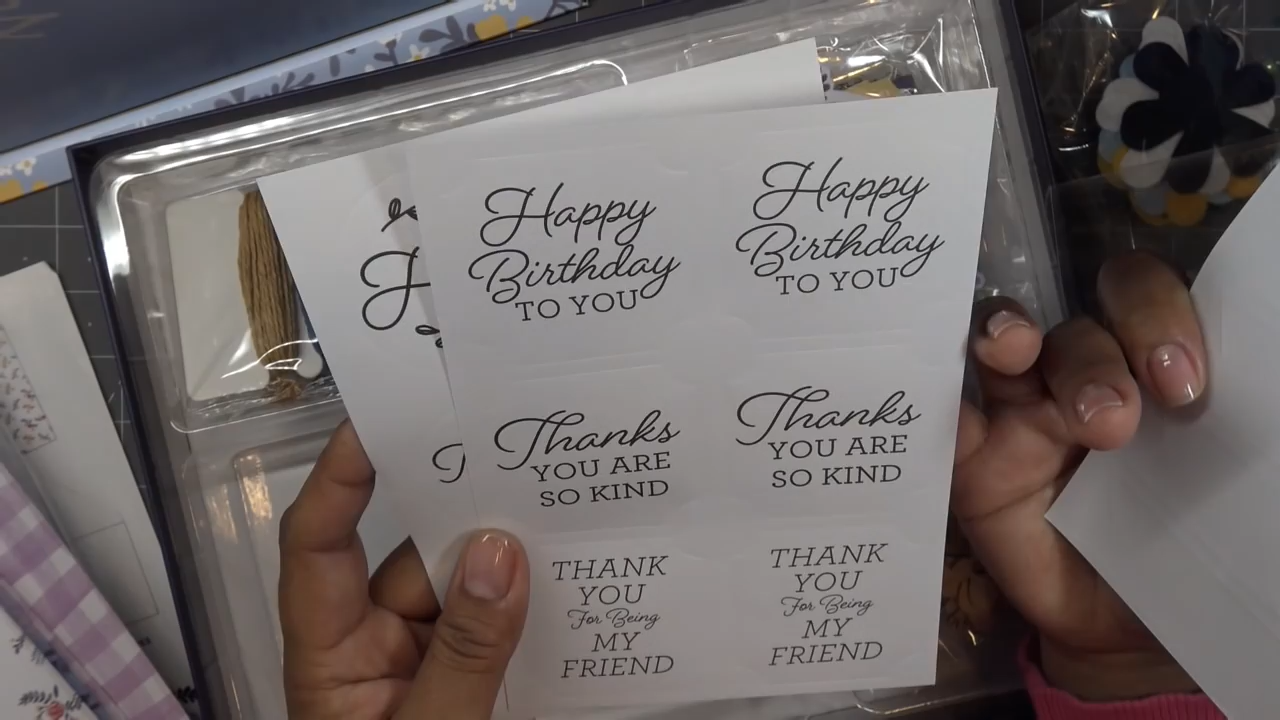 Happy
Birthday
TO YOU
Happy
Birthday
TO YOU
Thanks
YOU ARE
SO KIND
Thanks
YOU ARE
SO KIND
THANK
YOU
For Being
MY
FRIEND
THANK
YOU
For Being
MY
FRIEND